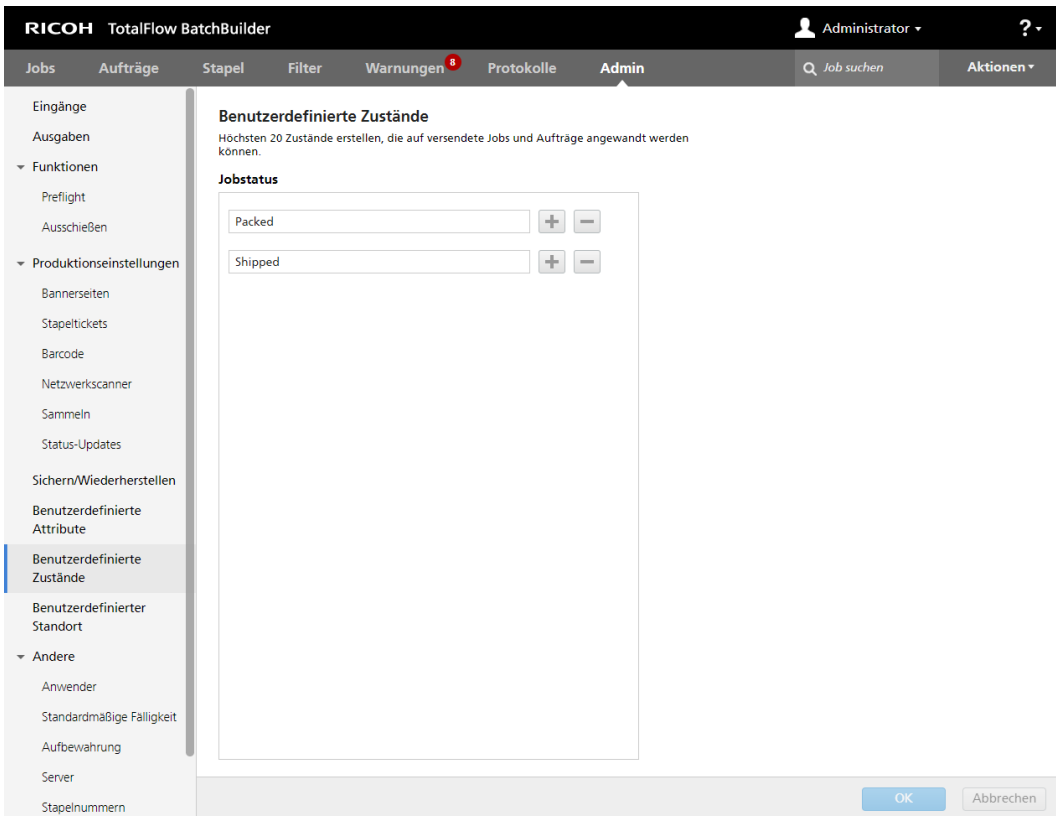 RICOH TotalFlow BatchBuilder
Administrator
?
Jobs Aufträge Stapel Filter Warnungen 8 Protokolle Admin Job suchen Aktionen
Eingänge
Ausgaben
Funktionen
Preflight
Ausschießen
Produktionseinstellungen
Bannerseiten
Stapeltickets
Barcode
Netzwerkscanner
Sammeln
Status-Updates
Sichern/Wiederherstellen
Benutzerdefinierte
Attribute
Benutzerdefinierte
Zustände
Benutzerdefinierter
Standort
Andere
Anwender
Standardmäßige Fälligkeit
Aufbewahrung
Server
Stapelnummern
Benutzerdefinierte Zustände
Höchsten 20 Zustände erstellen, die auf versendete Jobs und Aufträge angewandt werden
können.
Jobstatus
Packed
Shipped
OK Abbrechen